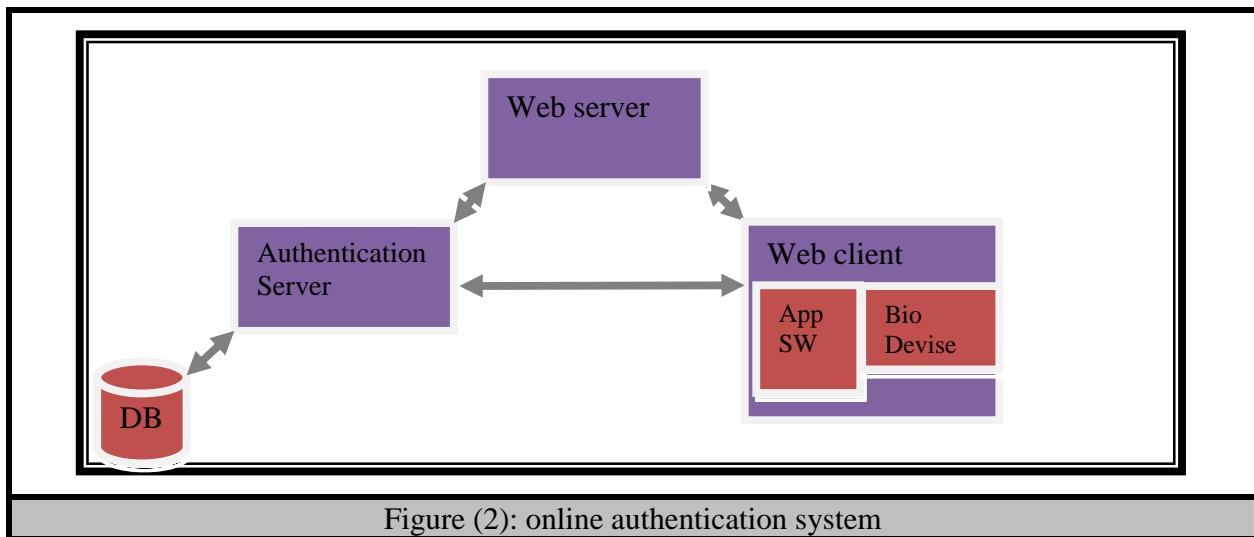 Web server
Authentication
Server
Web client
App
SW
Bio
Devise
DB
Figure (2): online authentication system